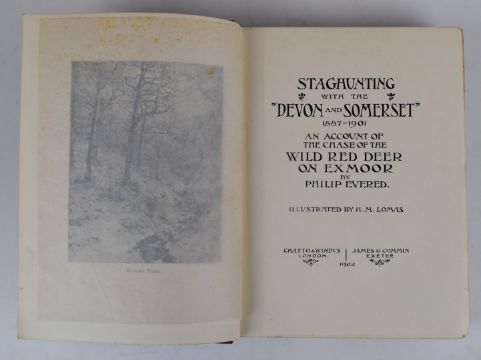 STAGHUNTING
WITH THE
"DEVON AND SOMERSET"
1887-1901
AN ACCOUNT OF
THE CHASE OF THE
WILD RED DEER
ON EXMOOR
BY
PHILIP EVERED.
ILLUSTRATED BY H. M. LOMAS
CHATTO & WINDUS
LONDON.
JAMES G. COMMIN
EXETER
1902